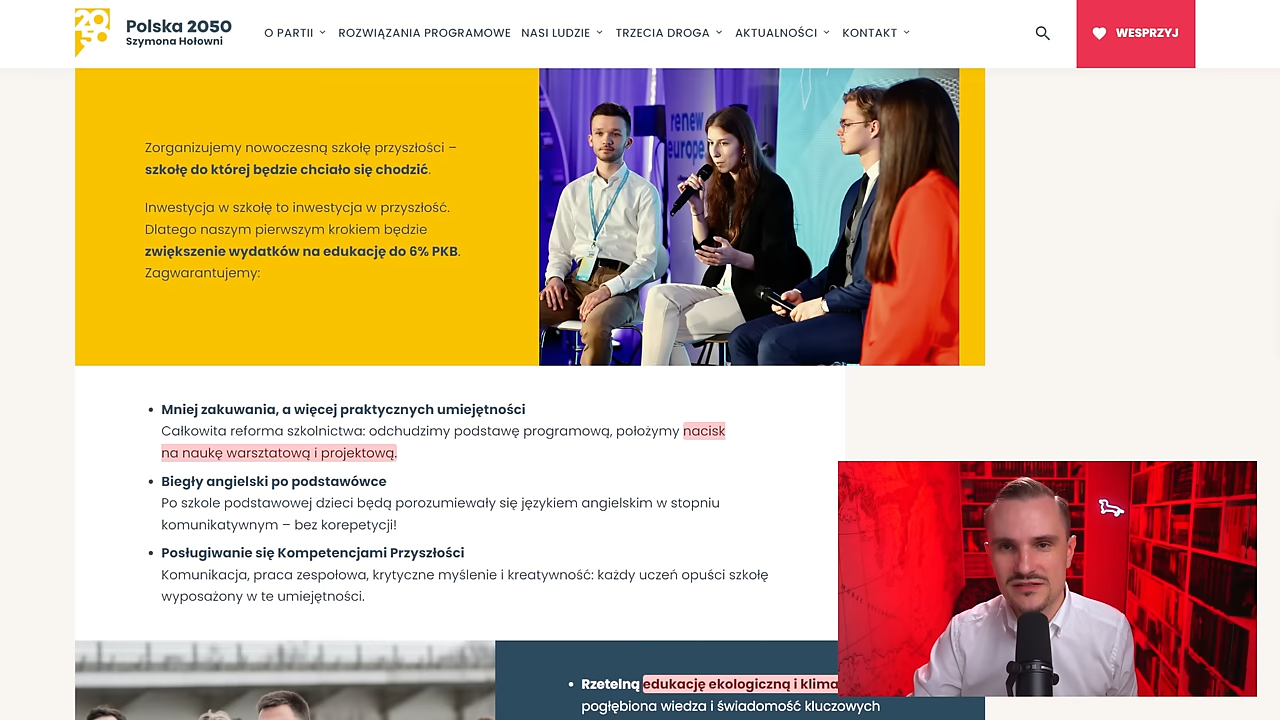 Polska 2050
Szymona Hołowni
O PARTII
ROZWIĄZANIA PROGRAMOWE
NASI LUDZIE
TRZECIA DROGA
AKTUALNOŚCI
KONTAKT
WESPRZYJ
Zorganizujemy nowoczesną szkołę przyszłości –
szkołę do której będzie chciało się chodzić.
Inwestycja w szkołę to inwestycja w przyszłość.
Dlatego naszym pierwszym krokiem będzie
zwiększenie wydatków na edukację do 6% PKB.
Zagwarantujemy:
renew
europe
• Mniej zakuwania, a więcej praktycznych umiejętności
Całkowita reforma szkolnictwa: odchudzimy podstawę programową, położymy nacisk
na naukę warsztatową i projektową.
• Biegły angielski po podstawówce
Po szkole podstawowej dzieci będą porozumiewały się językiem angielskim w stopniu
komunikatywnym – bez korepetycji!
• Posługiwanie się Kompetencjami Przyszłości
Komunikacja, praca zespołowa, krytyczne myślenie i kreatywność: każdy uczeń opuści szkołę
wyposażony w te umiejętności.
• Rzetelną edukację ekologiczną i klima
pogłębiona wiedza i świadomość kluczowych